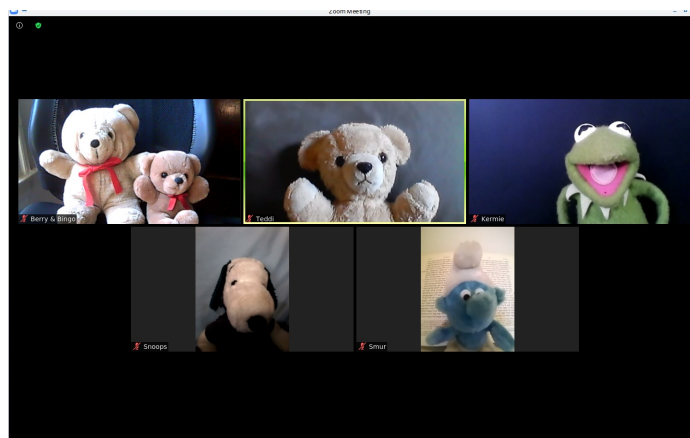 Zoom Meeting
Berry & Bingo
Teddi
Kermie
Snoops
Smur